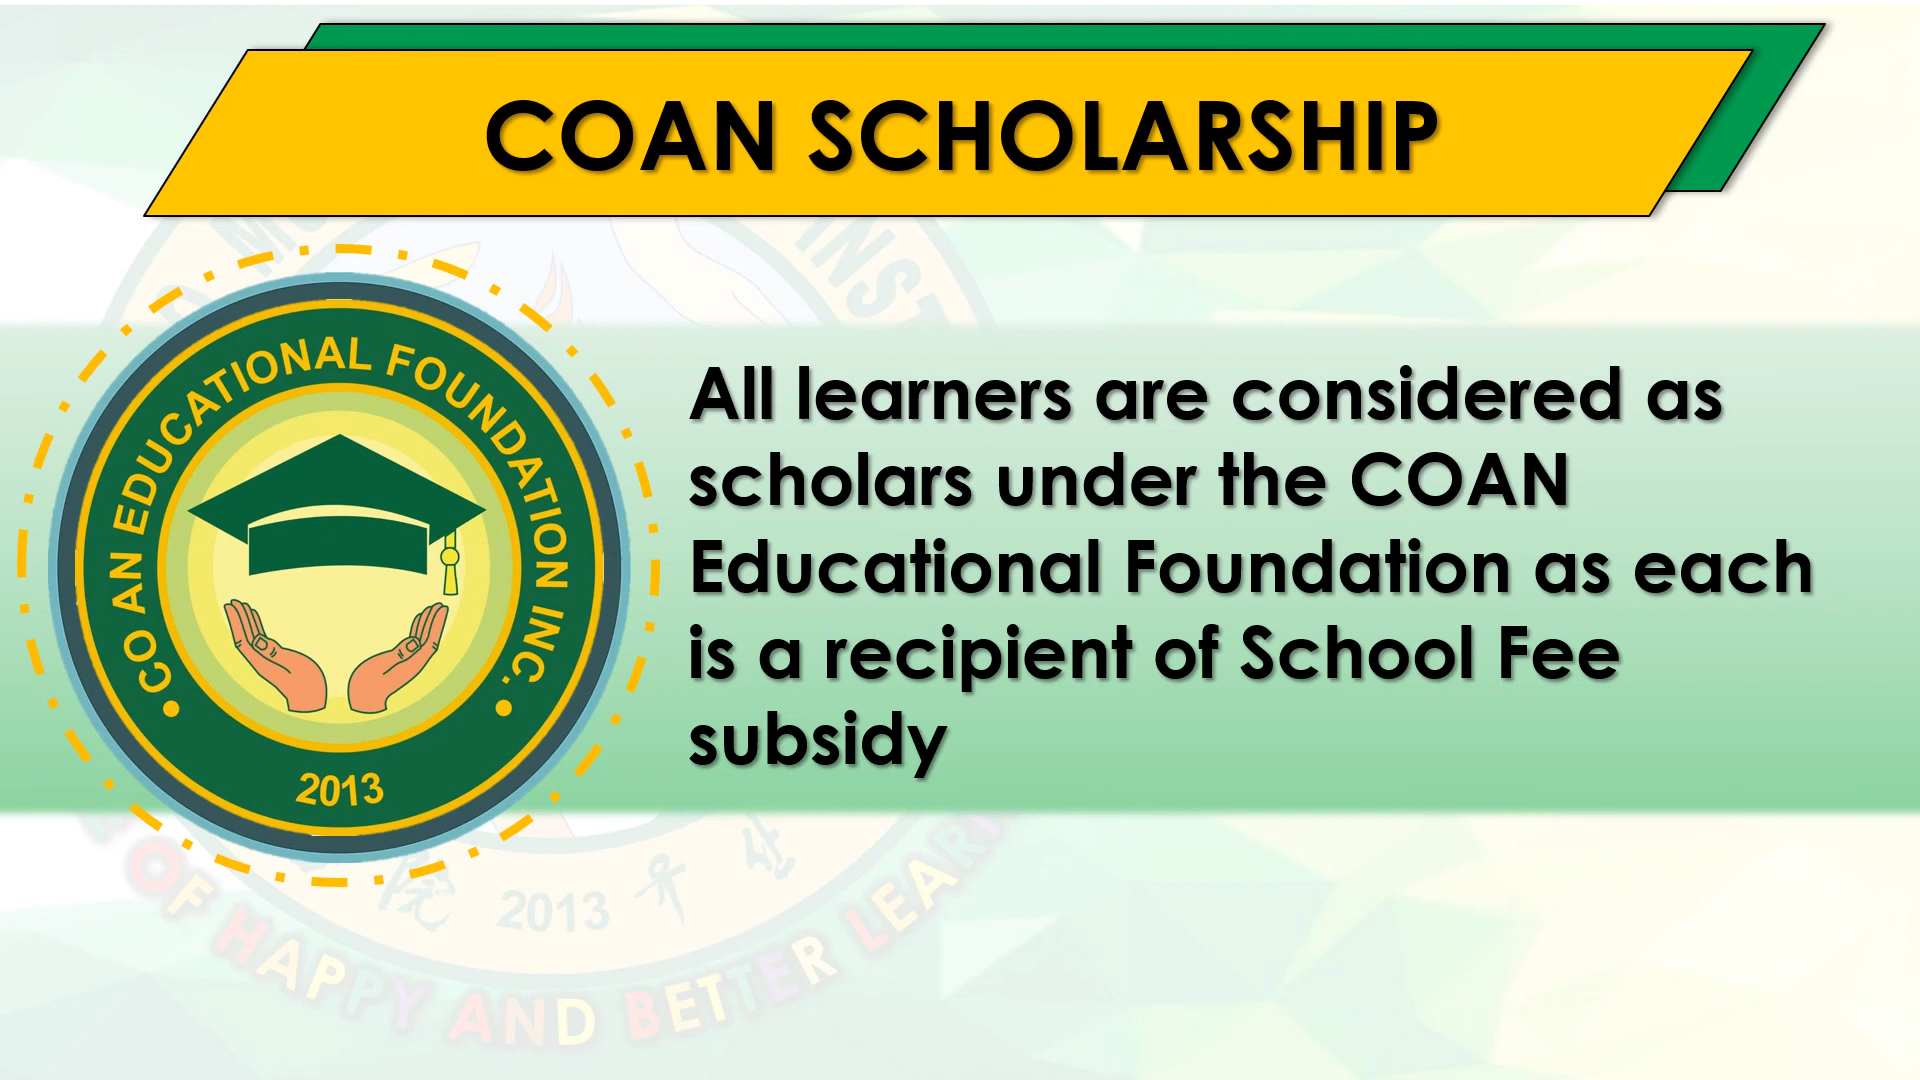 COAN SCHOLARSHIP
CO AN EDUCATIONAL FOUNDATION INC.
2013
All learners are considered as
scholars under the COAN
Educational Foundation as each
is a recipient of School Fee
subsidy
院 2013
OF HAPPY AND BETTER